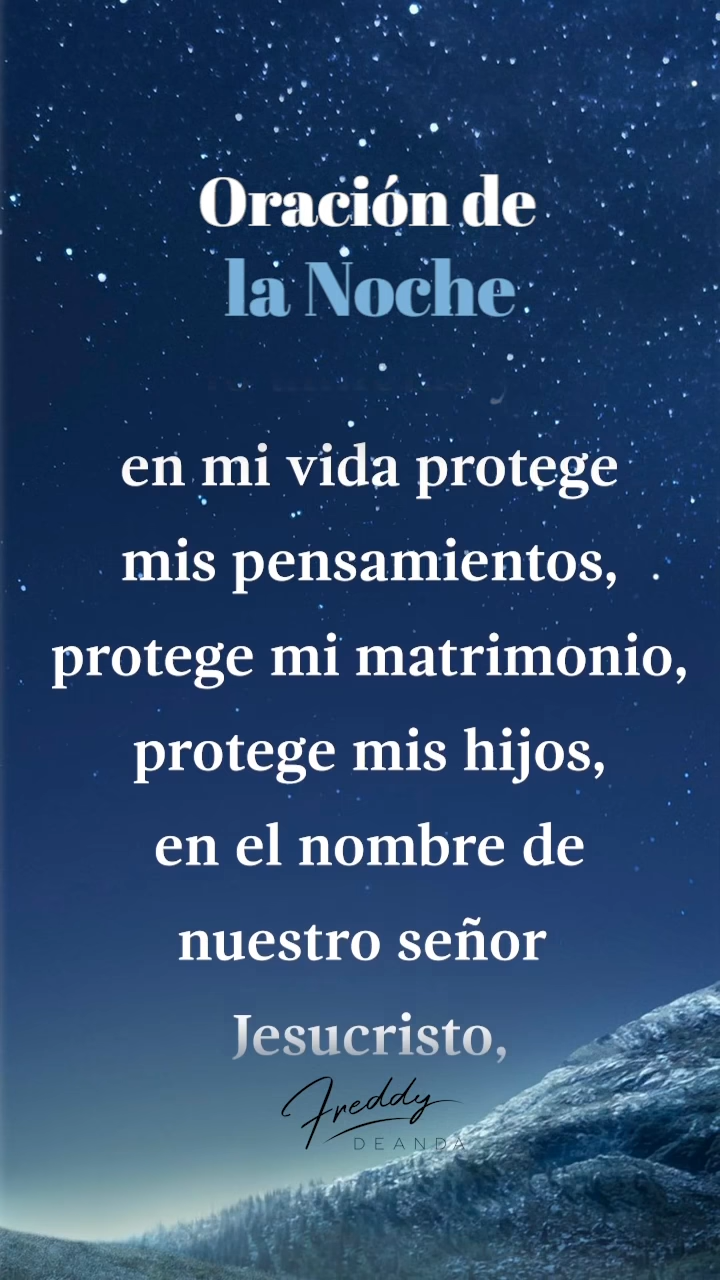 Oración de
la Noche
en mi vida protege
mis pensamientos,
protege mi matrimonio,
protege mis hijos,
en el nombre de
nuestro señor
Jesucristo,
Freddy
DEANDA